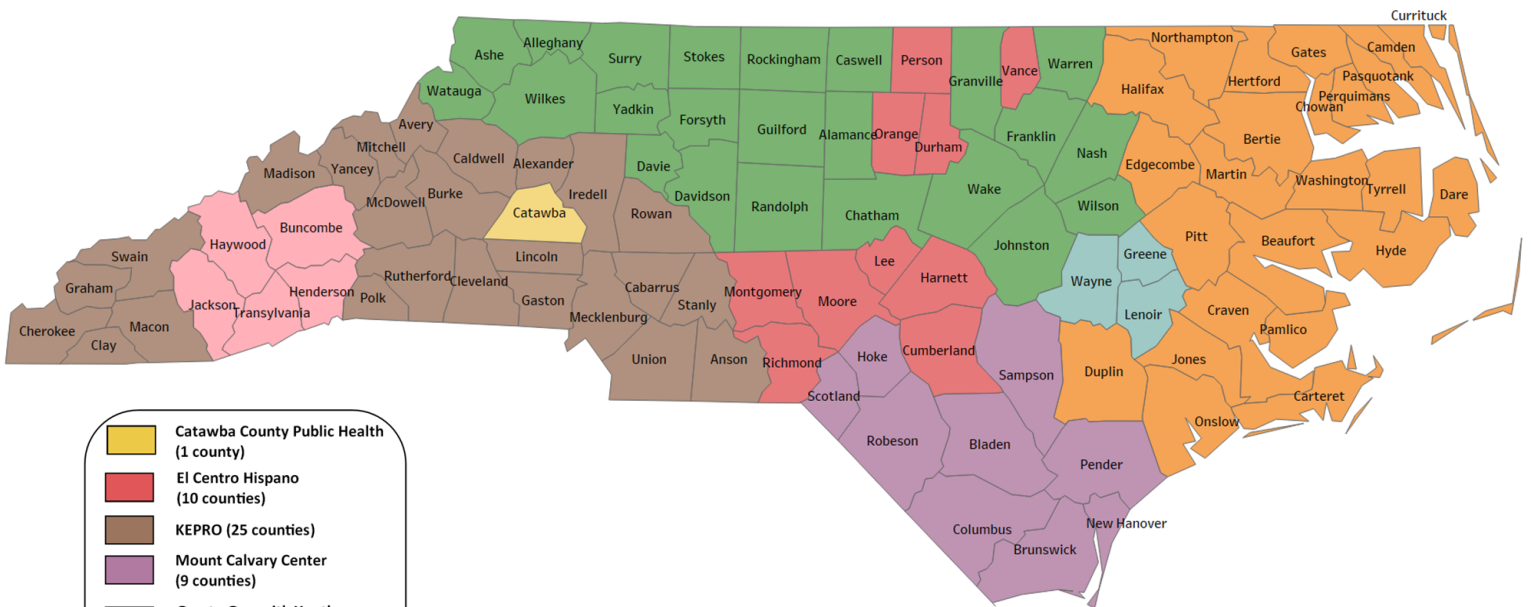 Currituck
Alleghany
Northampton
Camden
Ashe
Gates
Surry
Stokes
Rockingham
Caswell
Person
Warren
Vance
Pasquotank
Granville
Hertford
Watauga
Halifax
Wilkes
Perquimans
Chowan
Yadkin
Forsyth
Avery
Guilford
Alamance
Orange
Franklin
Bertie
Mitchell
Durham
Nash
Caldwell
Alexander
Edgecombe
Davie
Yancey
Madison
Martin
Washington
Tyrrell
Wake
Burke
Iredell
Davidson
Dare
McDowell
Randolph
Wilson
Catawba
Rowan
Chatham
Buncombe
Pitt
Haywood
Johnston
Beaufort
Hyde
Swain
Lincoln
Greene
Lee
Rutherford
Cleveland
Harnett
Wayne
Graham
Cabarrus
Henderson
Montgomery
Polk
Gaston
Moore
Jackson
Stanly
Transylvania
Craven
Lenoir
Mecklenburg
Macon
Cherokee
Pamlico
Clay
Cumberland
Hoke
Union
Anson
Jones
Richmond
Duplin
Sampson
Scotland
Carteret
Onslow
Robeson
Bladen
Pender
New Hanover
Columbus
Brunswick
Catawba County Public Health
(1 county)
El Centro Hispano
(10 counties)
KEPRO (25 counties)
Mount Calvary Center
(9 counties)